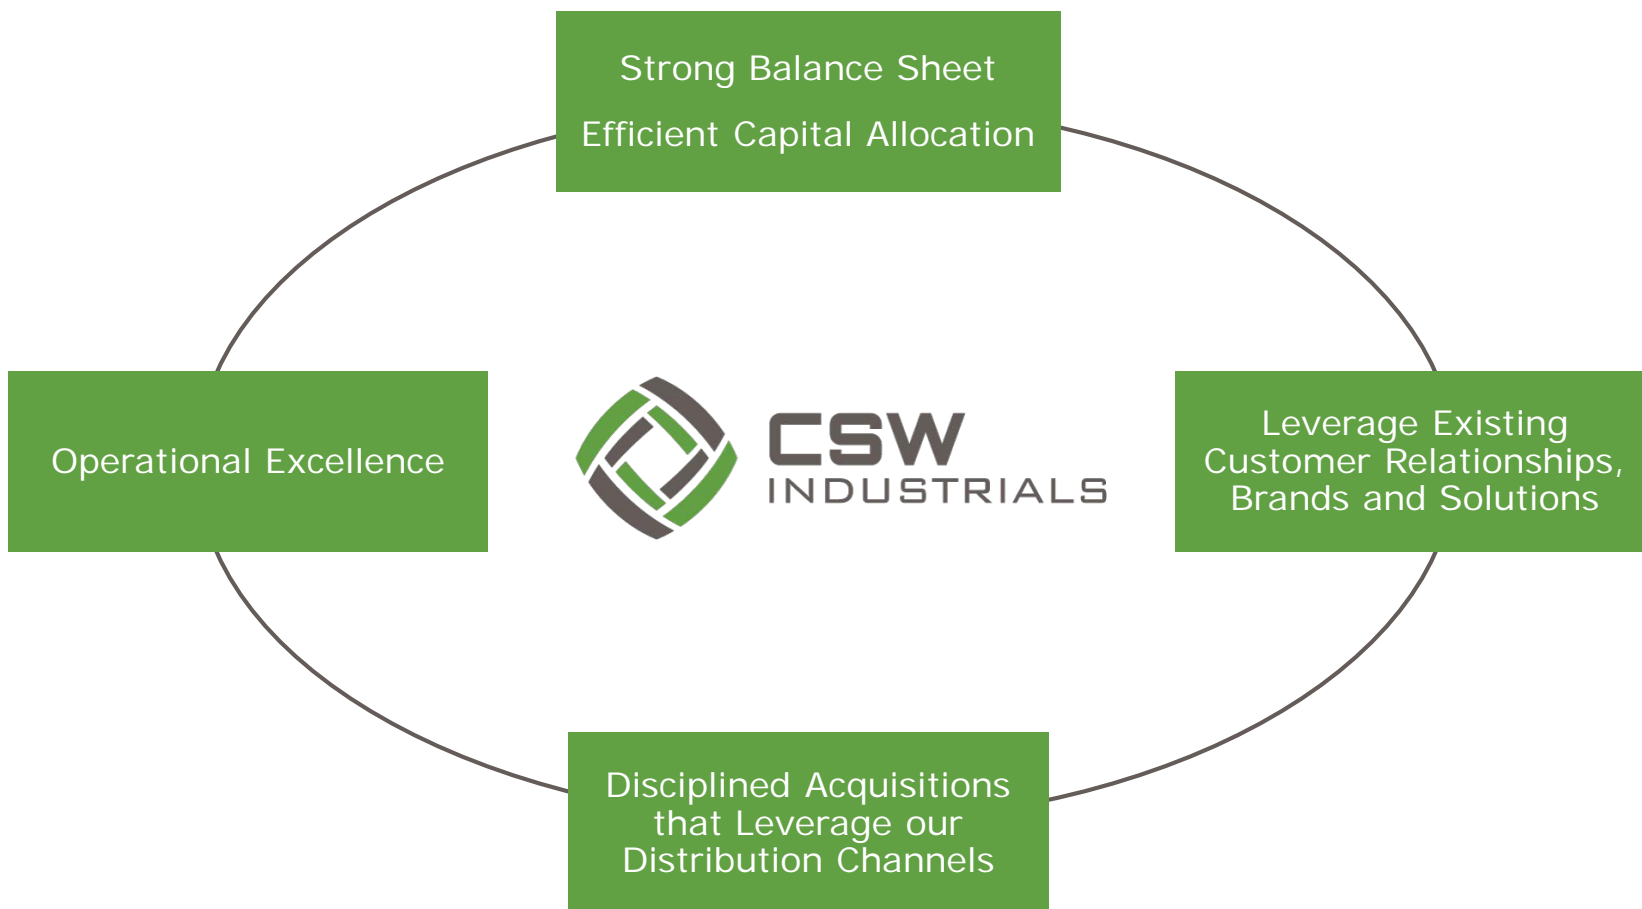 Strong Balance Sheet
Efficient Capital Allocation
Operational Excellence
CSW
INDUSTRIALS
Leverage Existing
Customer Relationships,
Brands and Solutions
Disciplined Acquisitions
that Leverage our
Distribution Channels